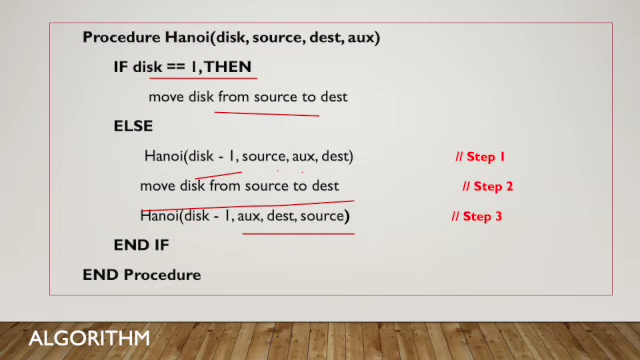 Procedure Hanoi(disk, source, dest, aux)
IF disk == 1, THEN
move disk from source to dest
ELSE
Hanoi(disk - 1, source, aux, dest) // Step 1
move disk from source to dest // Step 2
Hanoi(disk - 1, aux, dest, source) // Step 3
END IF
END Procedure
ALGORITHM